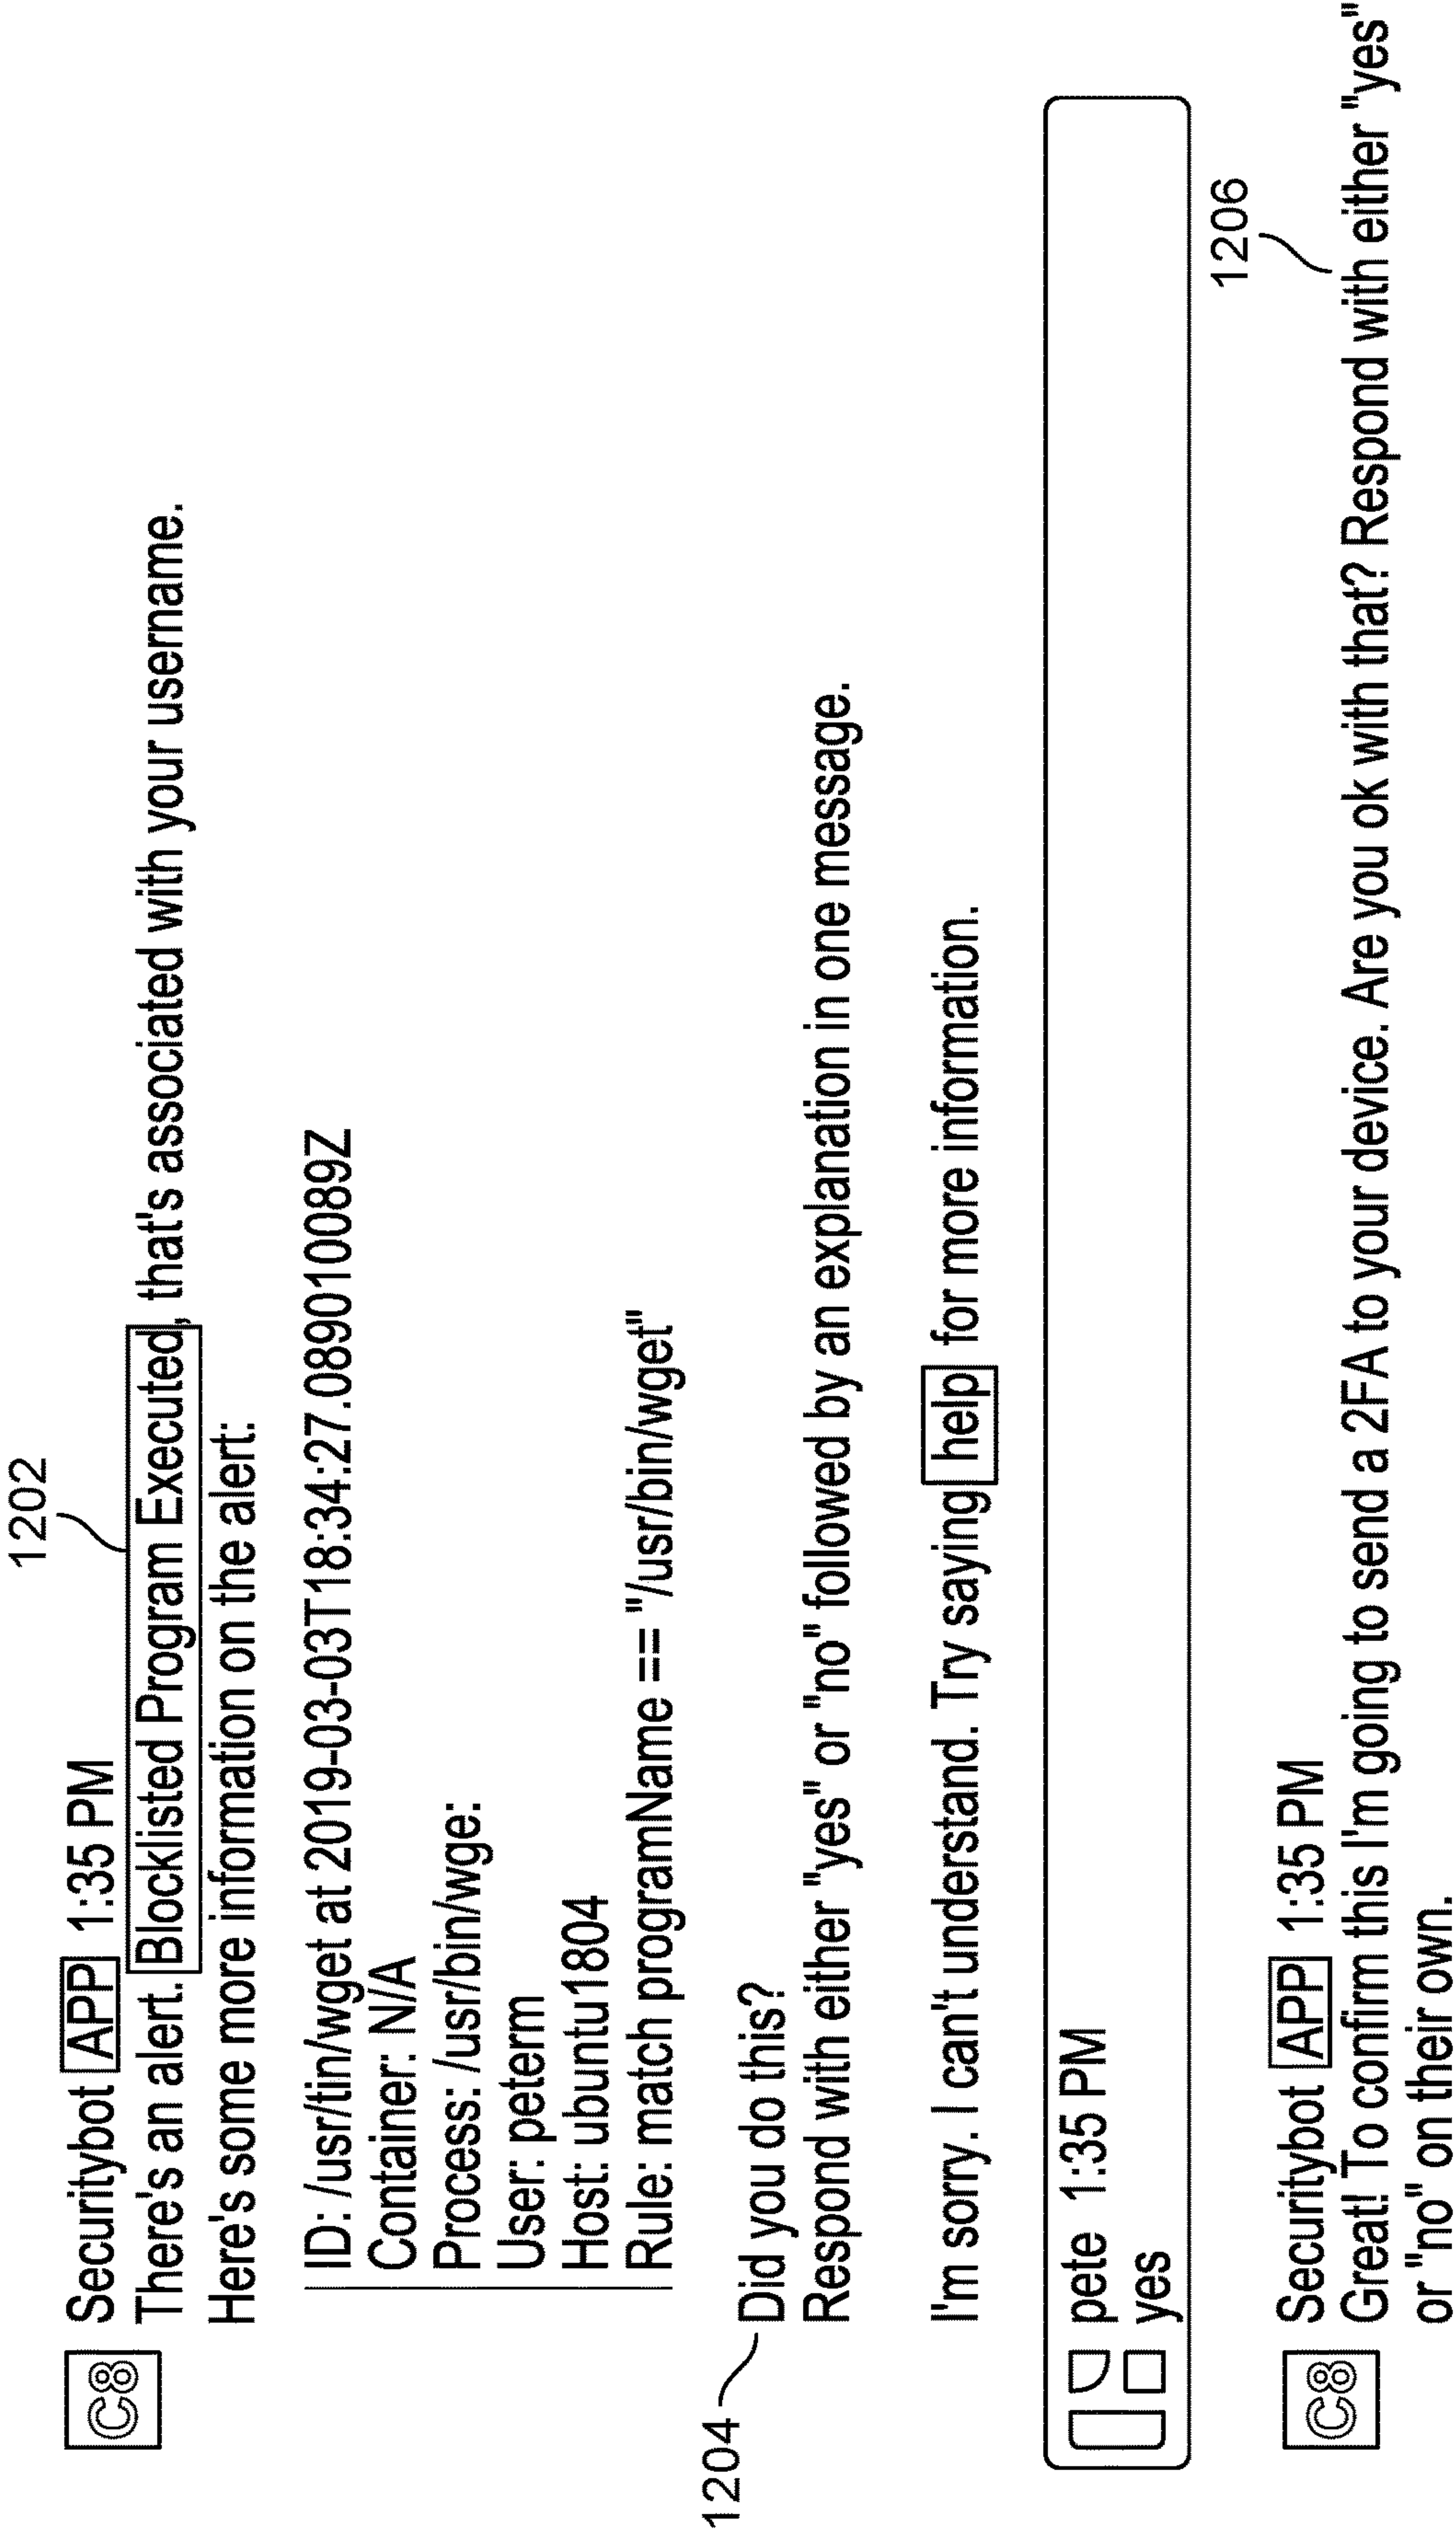 1202
C8 Securitybot APP 1:35 PM
There's an alert. Blocklisted Program Executed, that's associated with your username.
Here's some more information on the alert:
ID: /usr/tin/wget at 2019-03-03T18:34:27.089010089Z
Container: N/A
Process: /usr/bin/wge:
User: peterm
Host: ubuntu1804
Rule: match programName == "/usr/bin/wget"
1204
Did you do this?
Respond with either "yes" or "no" followed by an explanation in one message.
I'm sorry. I can't understand. Try saying help for more information.
pete 1:35 PM
yes
1206
C8 Securitybot APP 1:35 PM
Great! To confirm this I'm going to send a 2FA to your device. Are you ok with that? Respond with either "yes"
or "no" on their own.